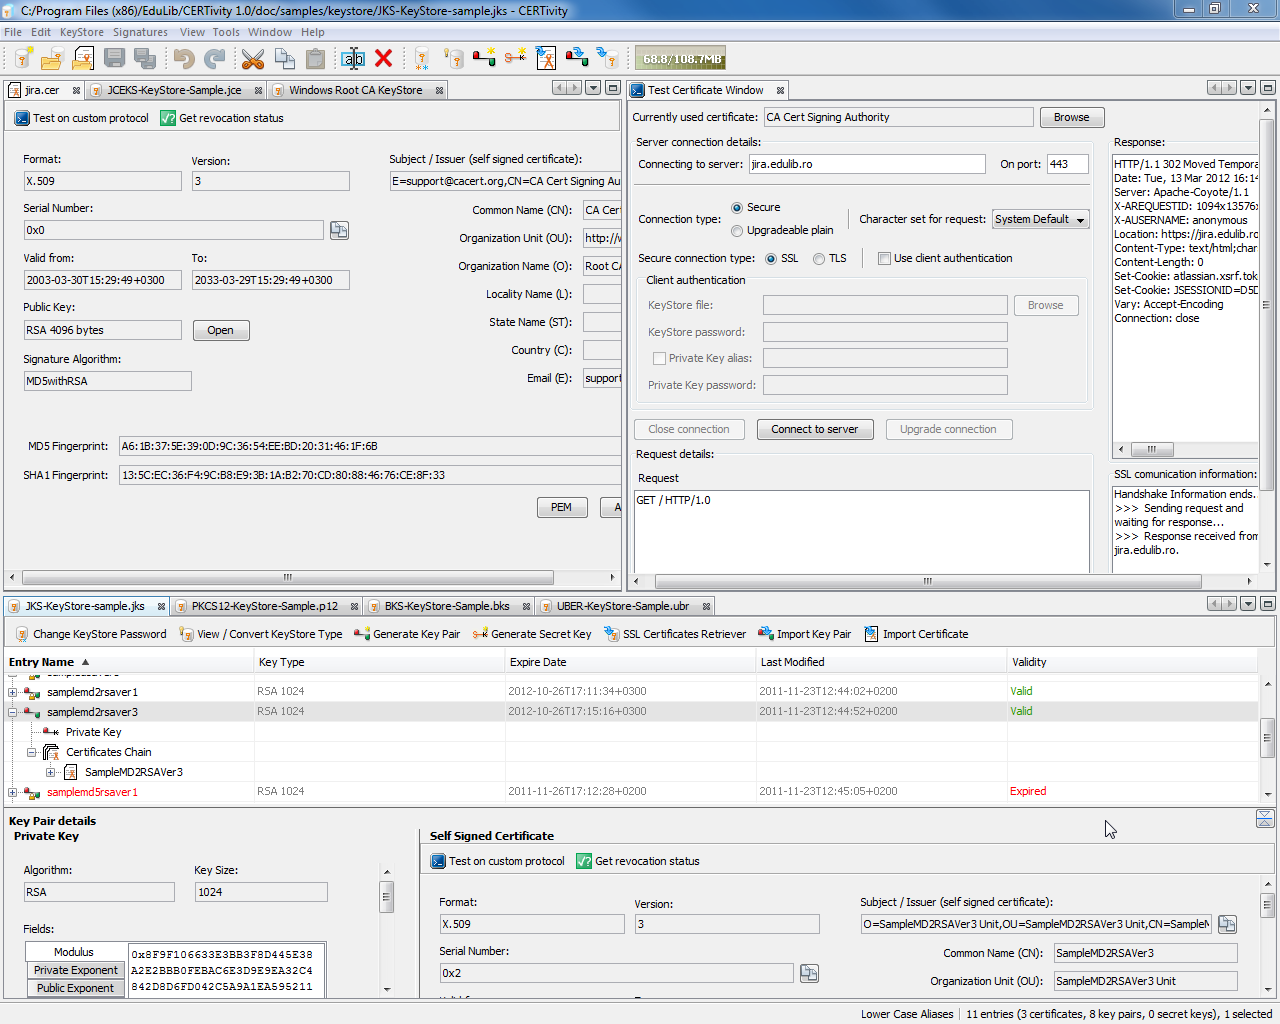 C:/Program Files (x86)/EduLib/CERTivity 1.0/doc/samples/keystore/JKS-KeyStore-sample.jks - CERTivity
File Edit KeyStore Signatures View Tools Window Help
68.8/108.7MB
jira.cer JCEKS-KeyStore-Sample.jce Windows Root CA KeyStore
Test on custom protocol Get revocation status
Format:
X.509
Version:
3
Serial Number:
0x0
Valid from:
2003-03-30T15:29:49+0300
To:
2033-03-29T15:29:49+0300
Public Key:
RSA 4096 bytes
Open
Signature Algorithm:
MD5withRSA
Subject / Issuer (self signed certificate):
E=support@cacert.org,CN=CA Cert Signing Au
Common Name (CN): CA Cer
Organization Unit (OU): http://w
Organization Name (O): Root CA
Locality Name (L):
State Name (ST):
Country (C):
Email (E): support
MD5 Fingerprint: A6:1B:37:5E:39:0D:9C:36:54:EE:BD:20:31:46:1F:6B
SHA1 Fingerprint: 13:5C:EC:36:F4:9C:B8:E9:3B:1A:B2:70:CD:80:88:46:76:CE:8F:33
PEM A
Test Certificate Window
Currently used certificate: CA Cert Signing Authority Browse
Server connection details:
Connecting to server: jira.edulib.ro On port: 443
Connection type: Secure
Upgradeable plain
Character set for request: System Default
Secure connection type: SSL TLS Use client authentication
Client authentication
KeyStore file: Browse
KeyStore password:
Private Key alias:
Private Key password:
Close connection Connect to server Upgrade connection
Request details:
Request
GET / HTTP/1.0
Response:
HTTP/1.1 302 Moved Tempora
Date: Tue, 13 Mar 2012 16:14
Server: Apache-Coyote/1.1
X-AREQUESTID: 1094x13576x
X-AUSERNAME: anonymous
Location: https://jira.edulib.ro
Content-Type: text/html;char
Content-Length: 0
Set-Cookie: atlassian.xsrf.tok
Set-Cookie: JSESSIONID=D5D
Vary: Accept-Encoding
Connection: close
SSL comunication information:
Handshake Information ends..
>>> Sending request and
waiting for response...
>>> Response received from
jira.edulib.ro.
JKS-KeyStore-sample.jks PKCS12-KeyStore-Sample.p12 BKS-KeyStore-Sample.bks UBER-KeyStore-Sample.ubr
Change KeyStore Password View / Convert KeyStore Type Generate Key Pair Generate Secret Key SSL Certificates Retriever Import Key Pair Import Certificate
Entry Name Key Type Expire Date Last Modified Validity
samplemd2rsaver1 RSA 1024 2012-10-26T17:11:34+0300 2011-11-23T12:44:02+0200 Valid
samplemd2rsaver3 RSA 1024 2012-10-26T17:15:16+0300 2011-11-23T12:44:52+0200 Valid
Private Key
Certificates Chain
SampleMD2RSAVer3
samplemd5rsaver1 RSA 1024 2011-11-26T17:12:28+0200 2011-11-23T12:45:05+0200 Expired
Key Pair details
Private Key
Algorithm:
RSA
Key Size:
1024
Fields:
Modulus
Private Exponent
Public Exponent
0x8F9F106633E3BB3F8D445E38
A2E2BBB0FEBAC6E3D9E9EA32C4
842D8D6FD042C5A9A1EA595211
Self Signed Certificate
Test on custom protocol Get revocation status
Format:
X.509
Version:
3
Serial Number:
0x2
Subject / Issuer (self signed certificate):
O=SampleMD2RSAVer3 Unit,OU=SampleMD2RSAVer3 Unit,CN=SampleM
Common Name (CN): SampleMD2RSAVer3
Organization Unit (OU): SampleMD2RSAVer3 Unit
Lower Case Aliases 11 entries (3 certificates, 8 key pairs, 0 secret keys), 1 selected